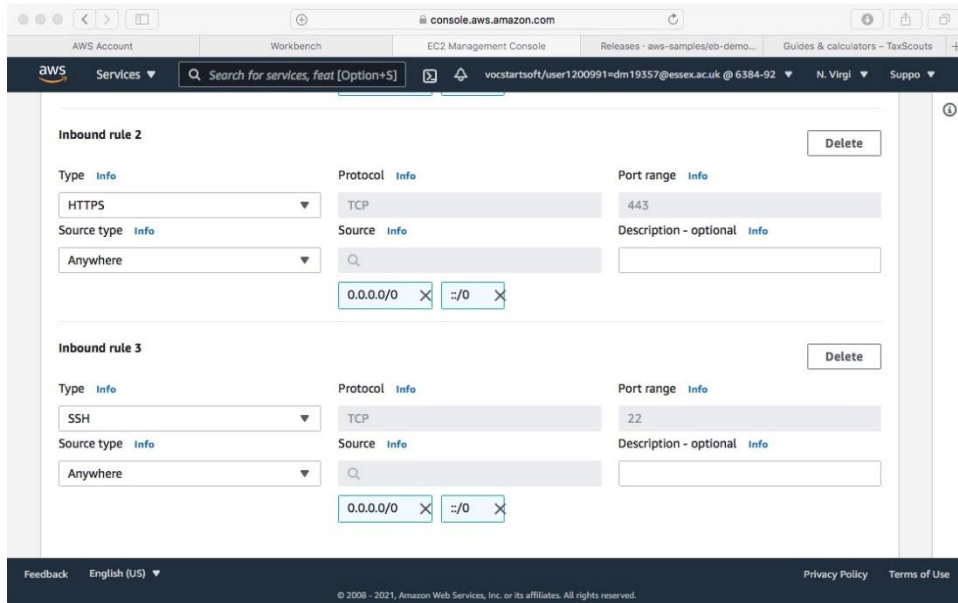 console.aws.amazon.com
AWS Account
Workbench
EC2 Management Console
Releases · aws-samples/eb-demo...
Guides & calculators – TaxScouts
aws Services ▼ Search for services, feat [Option+S] vocstartsoft/user1200991=dm19357@essex.ac.uk @ 6384-92 ▼ N. Virgi ▼ Suppo ▼
Inbound rule 2
Delete
Type Info Protocol Info Port range Info
HTTPS TCP 443
Source type Info Source Info Description - optional Info
Anywhere
0.0.0.0/0 ::/0
Inbound rule 3
Delete
Type Info Protocol Info Port range Info
SSH TCP 22
Source type Info Source Info Description - optional Info
Anywhere
0.0.0.0/0 ::/0
Feedback English (US) ▼ Privacy Policy Terms of Use
© 2008 - 2021, Amazon Web Services, Inc. or its affiliates. All rights reserved.